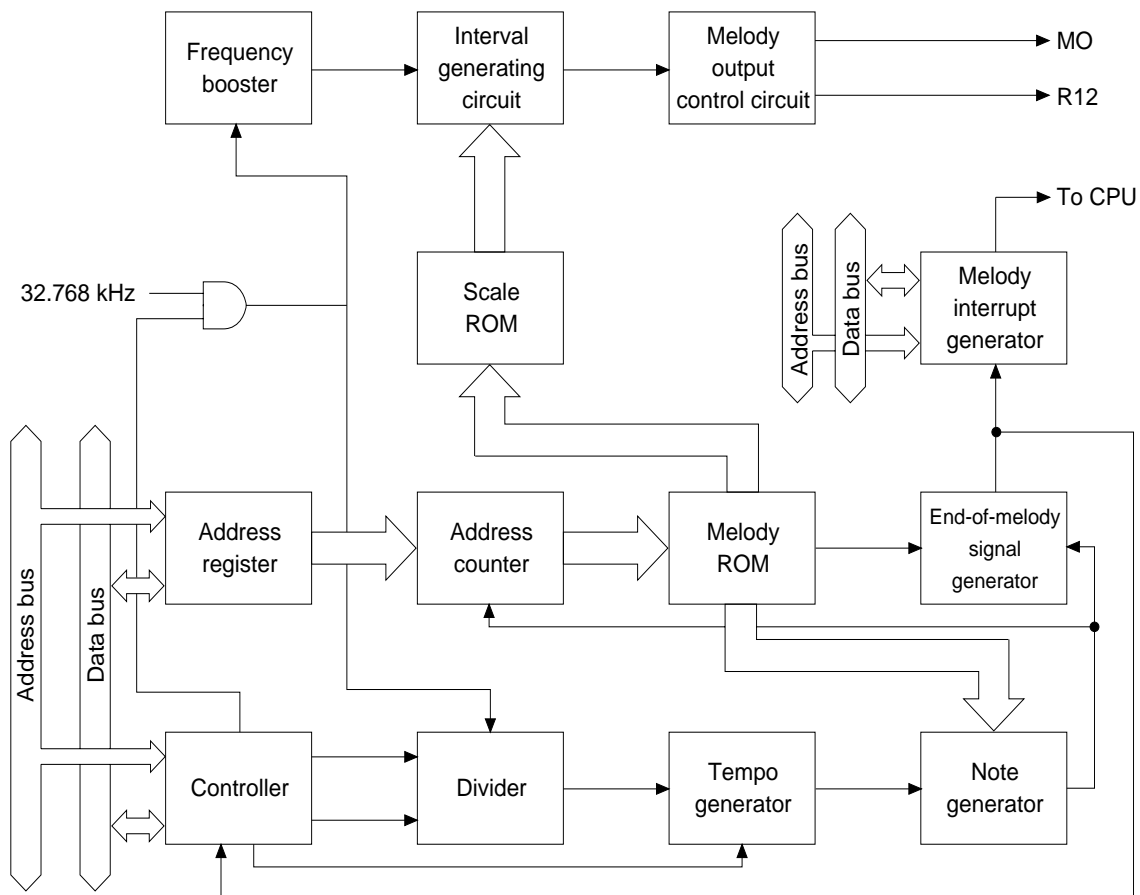 Frequency
booster
Interval
generating
circuit
Melody
output
control circuit
MO
R12
To CPU
Address bus
Data bus
Melody
interrupt
generator
32.768 kHz
Scale
ROM
Address bus
Data bus
Address
register
Address
counter
Melody
ROM
End-of-melody
signal
generator
Controller
Divider
Tempo
generator
Note
generator